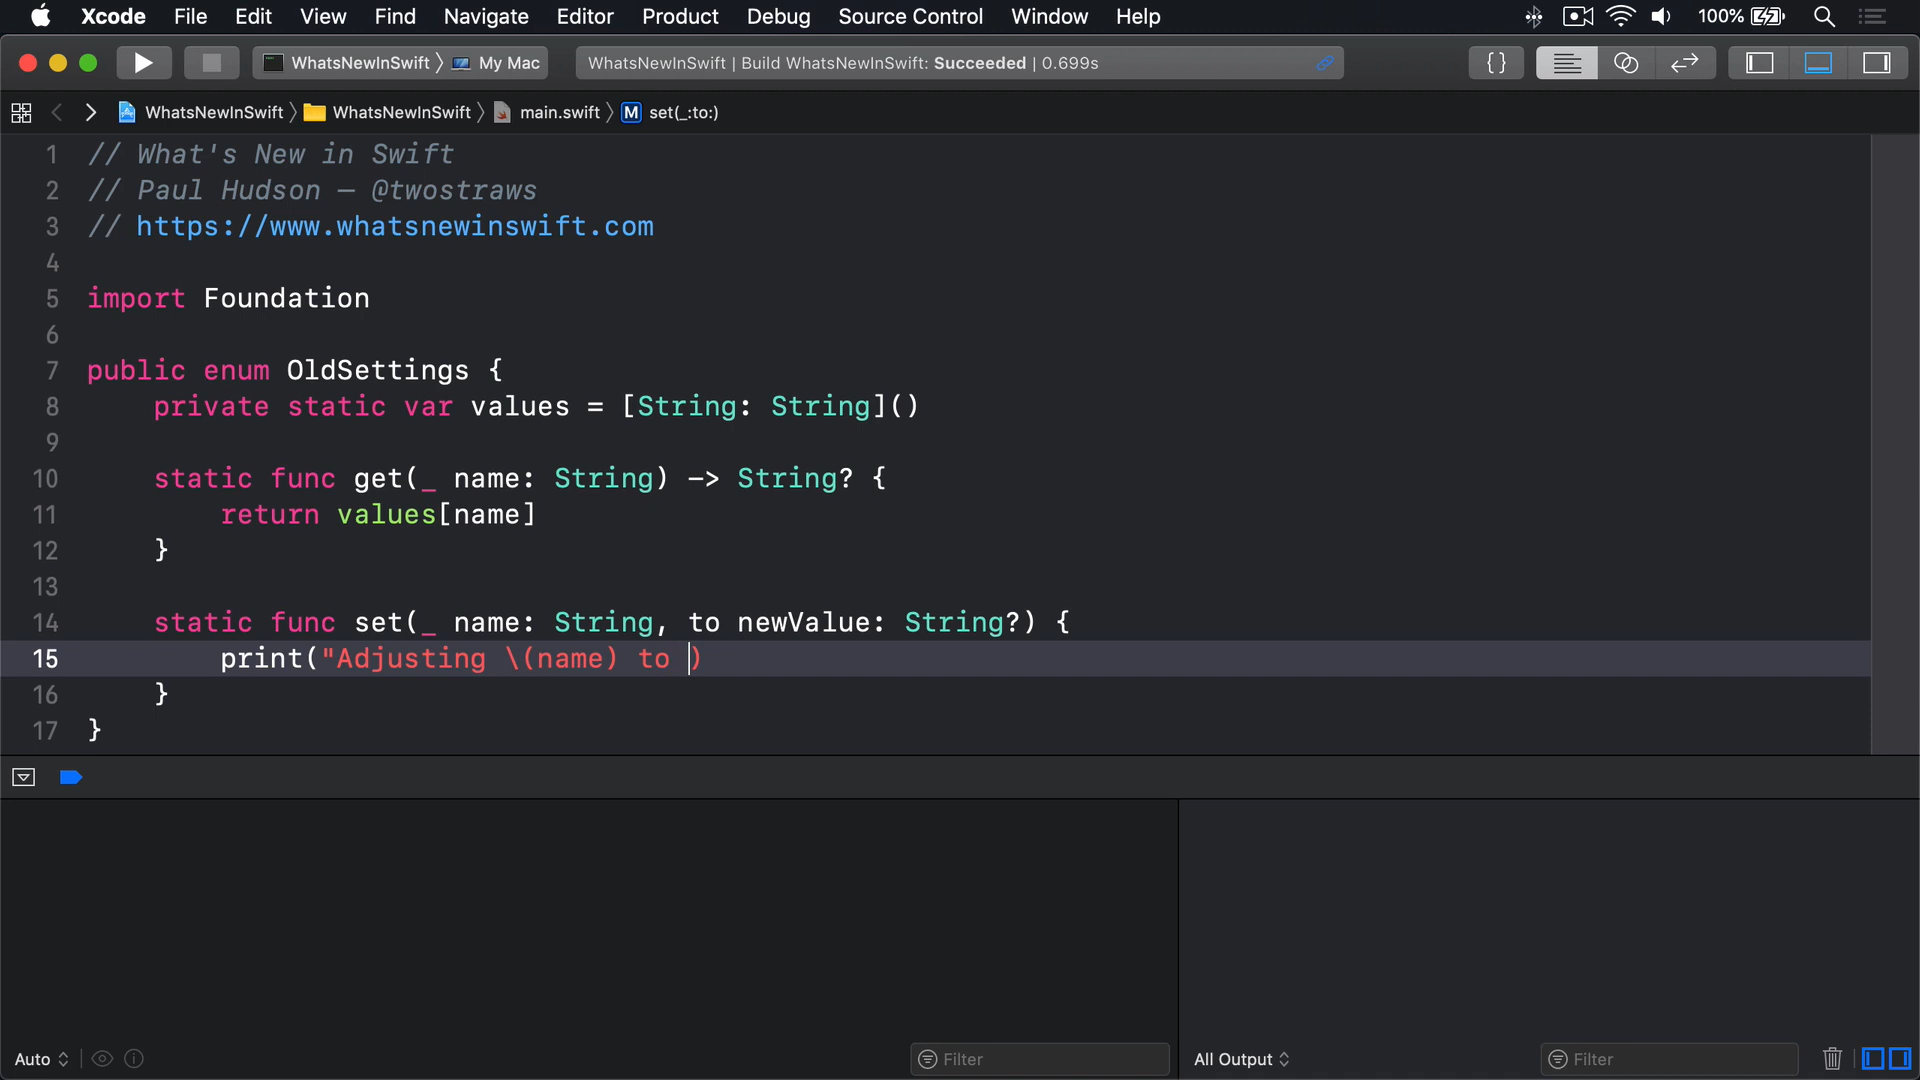 Xcode File Edit View Find Navigate Editor Product Debug Source Control Window Help 100%
WhatsNewInSwift My Mac WhatsNewInSwift | Build WhatsNewInSwift: Succeeded | 0.699s {}
WhatsNewInSwift WhatsNewInSwift main.swift M set(_:to:)
1 // What's New in Swift
2 // Paul Hudson — @twostraws
3 // https://www.whatsnewinswift.com
4
5 import Foundation
6
7 public enum OldSettings {
8 private static var values = [String: String]()
9
10 static func get(_ name: String) -> String? {
11 return values[name]
12 }
13
14 static func set(_ name: String, to newValue: String?) {
15 print("Adjusting \(name) to )
16 }
17 }
Auto Filter All Output Filter